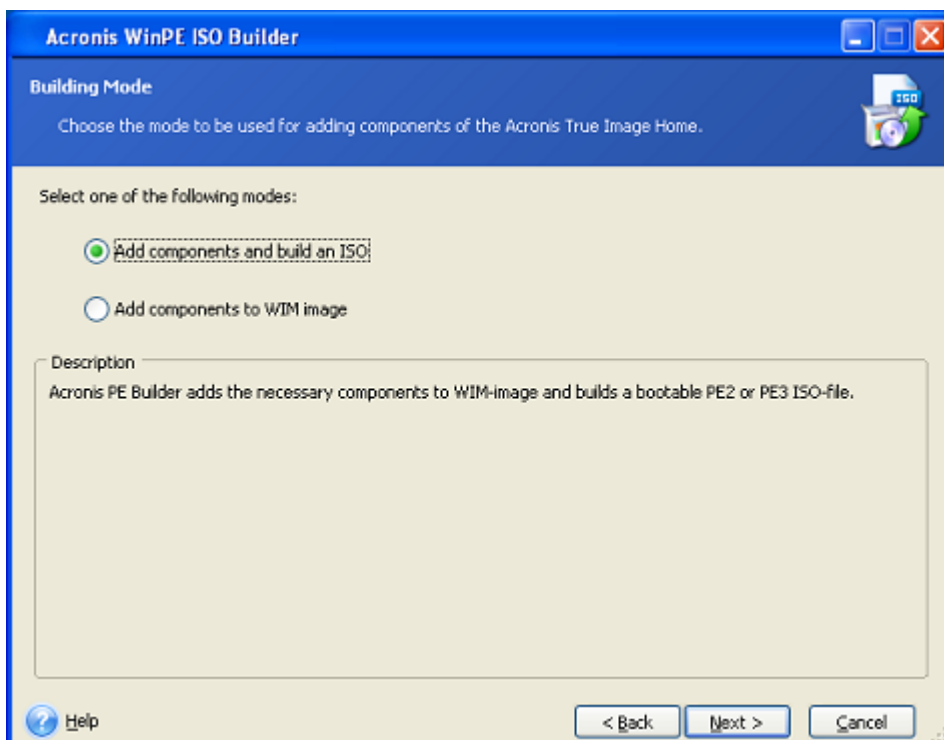 Acronis WinPE ISO Builder
Building Mode
Choose the mode to be used for adding components of the Acronis True Image Home.
ISO
Select one of the following modes:
Add components and build an ISO
Add components to WIM image
Description
Acronis PE Builder adds the necessary components to WIM-image and builds a bootable PE2 or PE3 ISO-file.
Help
< Back
Next >
Cancel